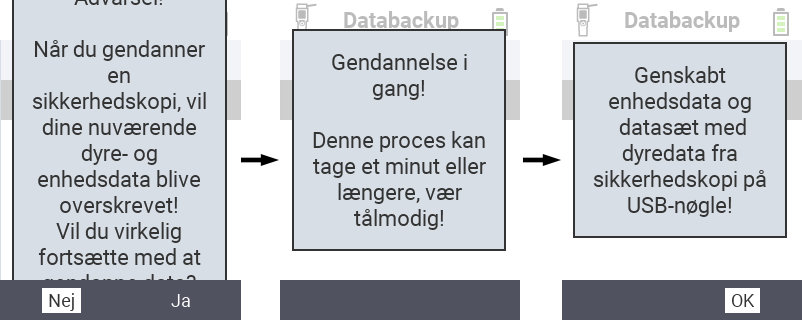 Advarsel!
Når du gendanner
en
sikkerhedskopi, vil
dine nuværende
dyre- og
enhedsdata blive
overskrevet!
Vil du virkelig
fortsætte med at
gendanne data?
Nej
Ja
Databackup
Gendannelse i
gang!
Denne proces kan
tage et minut eller
længere, vær
tålmodig!
Databackup
Genskabt
enhedsdata og
datasæt med
dyredata fra
sikkerhedskopi på
USB-nøgle!
OK